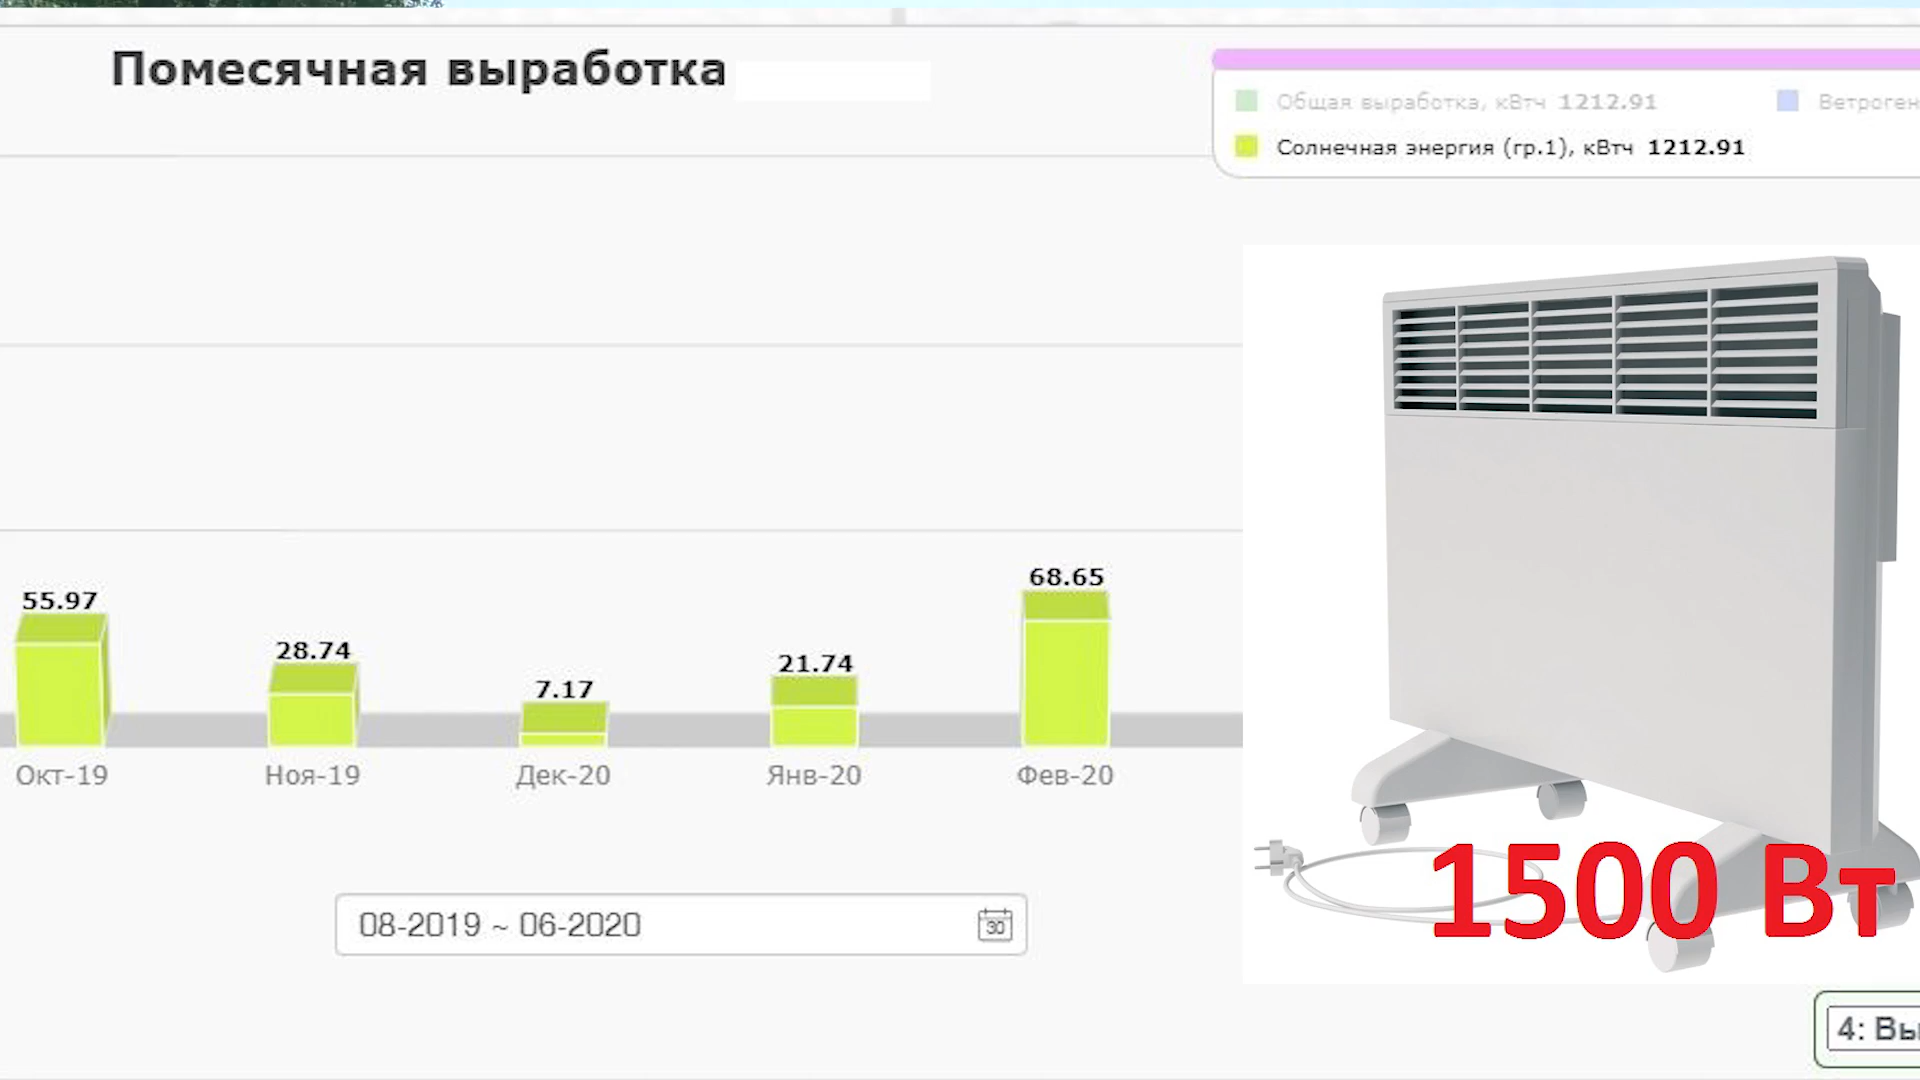 Помесячная выработка
Общая выработка, кВтч 1212.91
Солнечная энергия (гр.1), кВтч 1212.91
55.97
28.74
7.17
21.74
68.65
Окт-19
Ноя-19
Дек-20
Янв-20
Фев-20
08-2019 ~ 06-2020
30
1500 Вт
4: